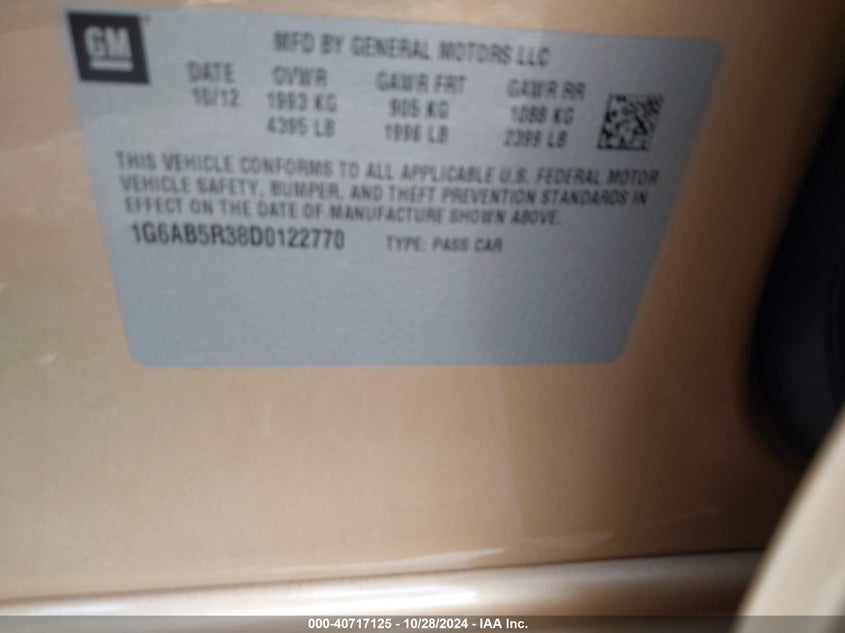 GM
MFD BY GENERAL MOTORS LLC
DATE GVWR GAWR FRT GAWR RR
10/12 1993 KG 905 KG 1088 KG
4395 LB 1996 LB 2399 LB
THIS VEHICLE CONFORMS TO ALL APPLICABLE U.S. FEDERAL MOTOR
VEHICLE SAFETY, BUMPER, AND THEFT PREVENTION STANDARDS IN
EFFECT ON THE DATE OF MANUFACTURE SHOWN ABOVE.
1G6AB5R38D0122770 TYPE: PASS CAR
000-40717125 - 10/28/2024 - IAA Inc.